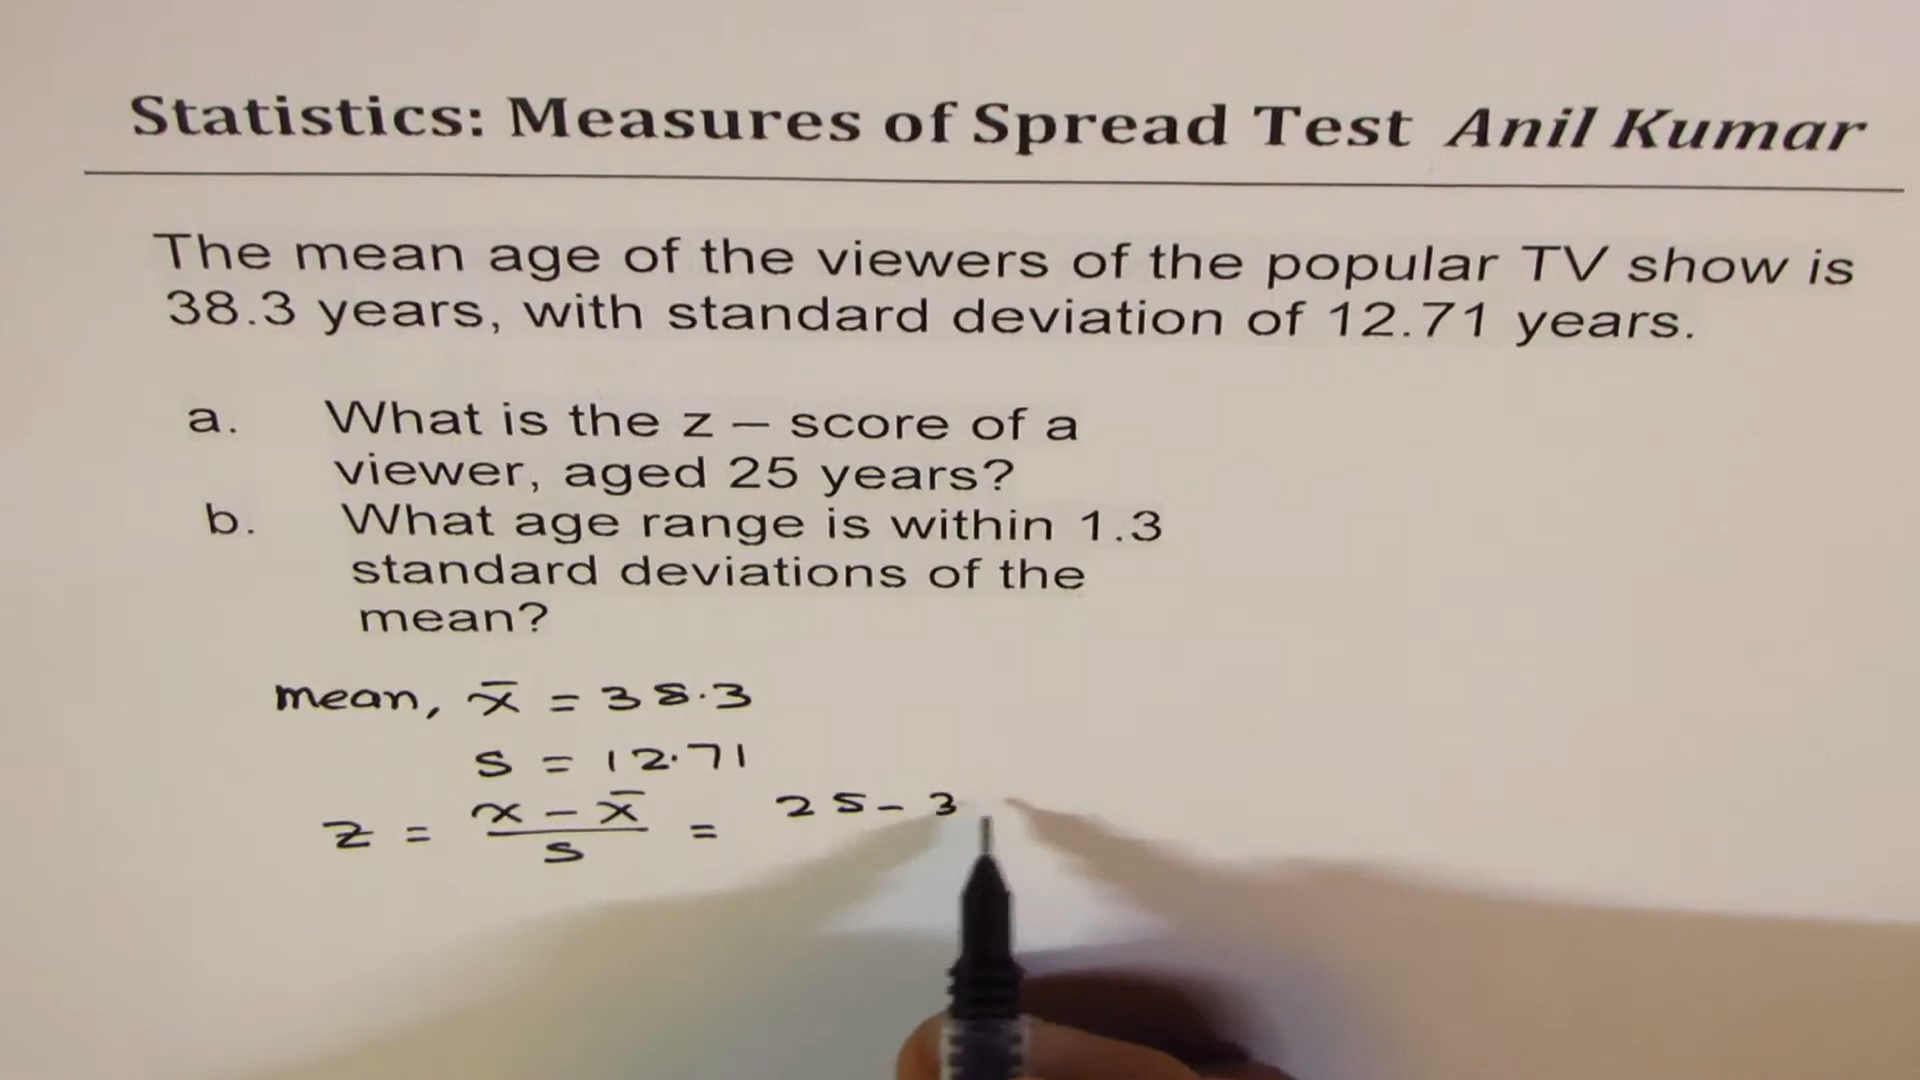 Statistics: Measures of Spread Test Anil Kumar
The mean age of the viewers of the popular TV show is
38.3 years, with standard deviation of 12.71 years.
a. What is the z – score of a
viewer, aged 25 years?
b. What age range is within 1.3
standard deviations of the
mean?
mean, x̄ = 38.3
s = 12.71
z = x - x̄ / s = 25 - 3